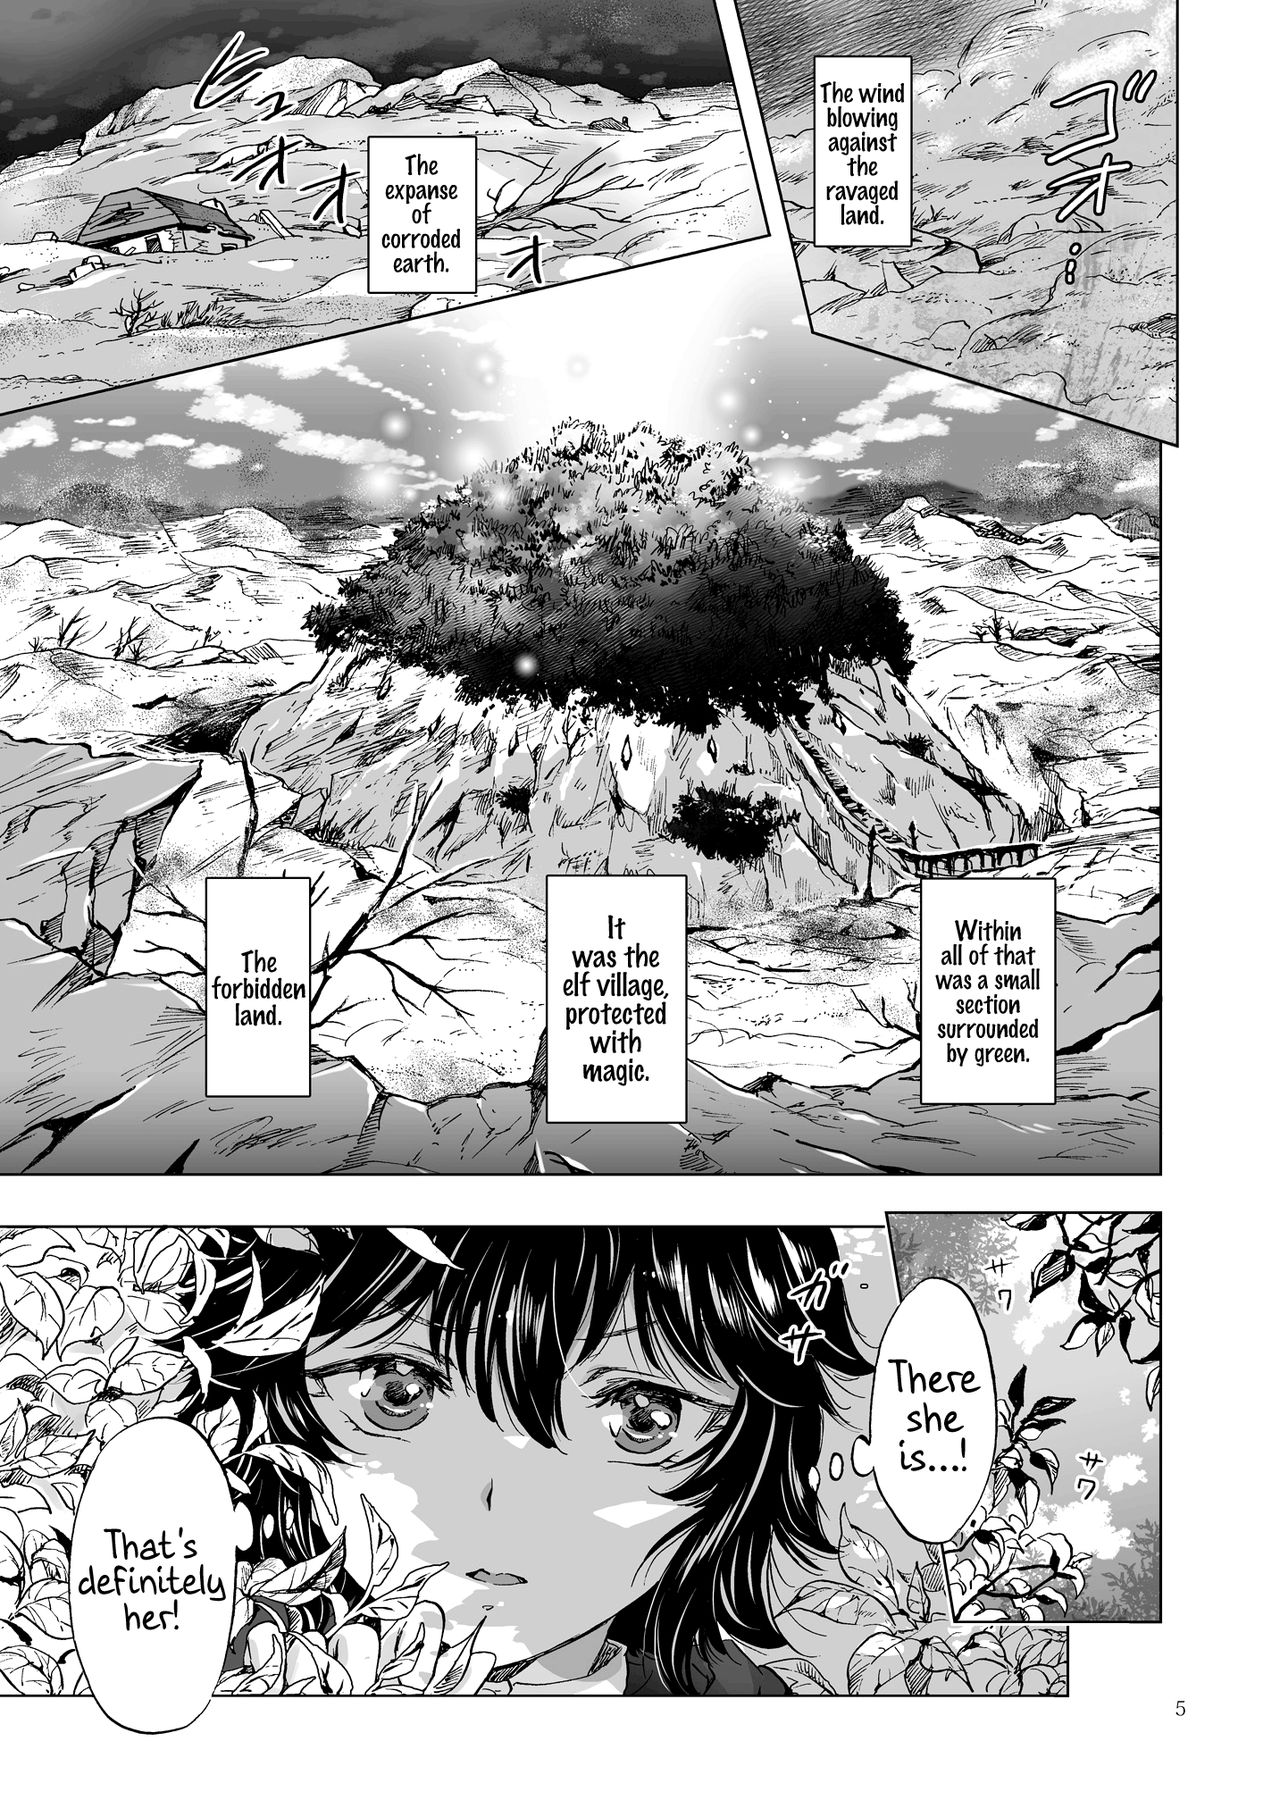 The wind
blowing
against
the
ravaged
land.
ゴ
オ
…
The
expanse
of
corroded
earth.
ビュ
オ
オ
ォ
Within
all of that
was a small
section
surrounded
by green.
It
was the
elf village,
protected
with
magic.
The
forbidden
land.
サワ
There
she
is...!
サワ
ガ
サ
That's
definitely
her!
5